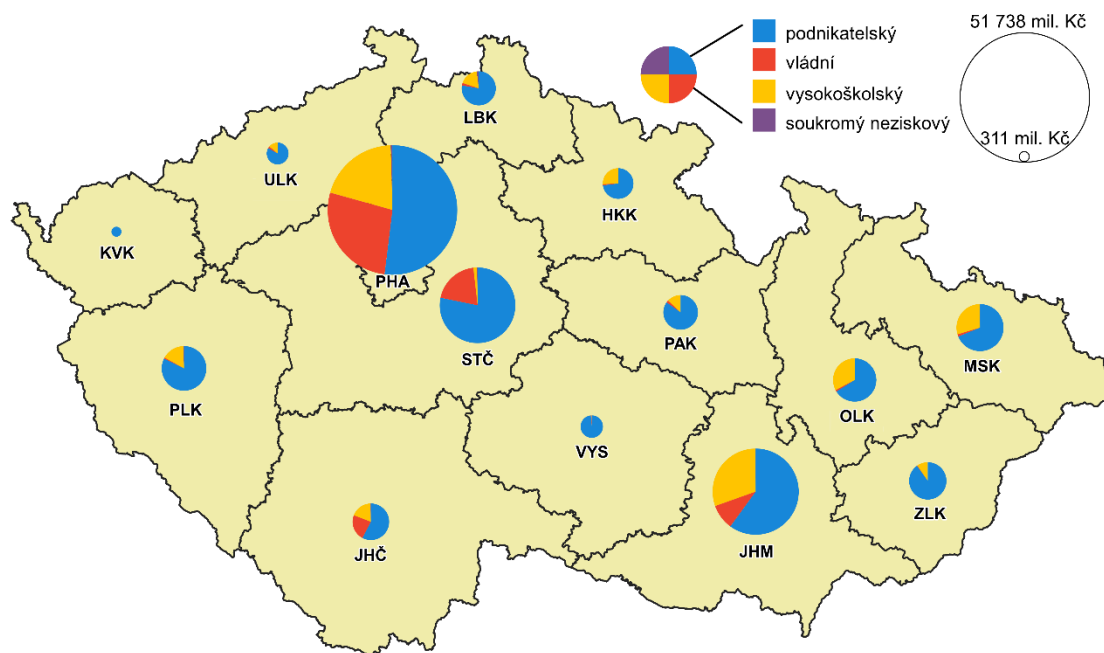 51 738 mil. Kč
podnikatelský
vládní
vysokoškolský
soukromý neziskový
311 mil. Kč
LBK
ULK
HKK
KVK
PHA
PAK
STČ
MSK
PLK
OLK
VYS
ZLK
JHČ
JHM